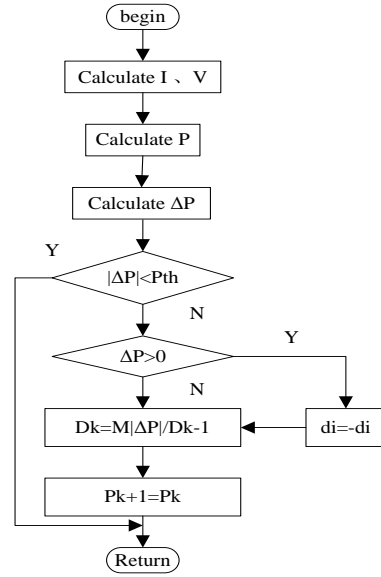 begin
Calculate I 、V
Calculate P
Calculate ΔP
Y
|ΔP|<Pth
N
Y
ΔP>0
N
Dk=M|ΔP|/Dk-1
di=-di
Pk+1=Pk
Return